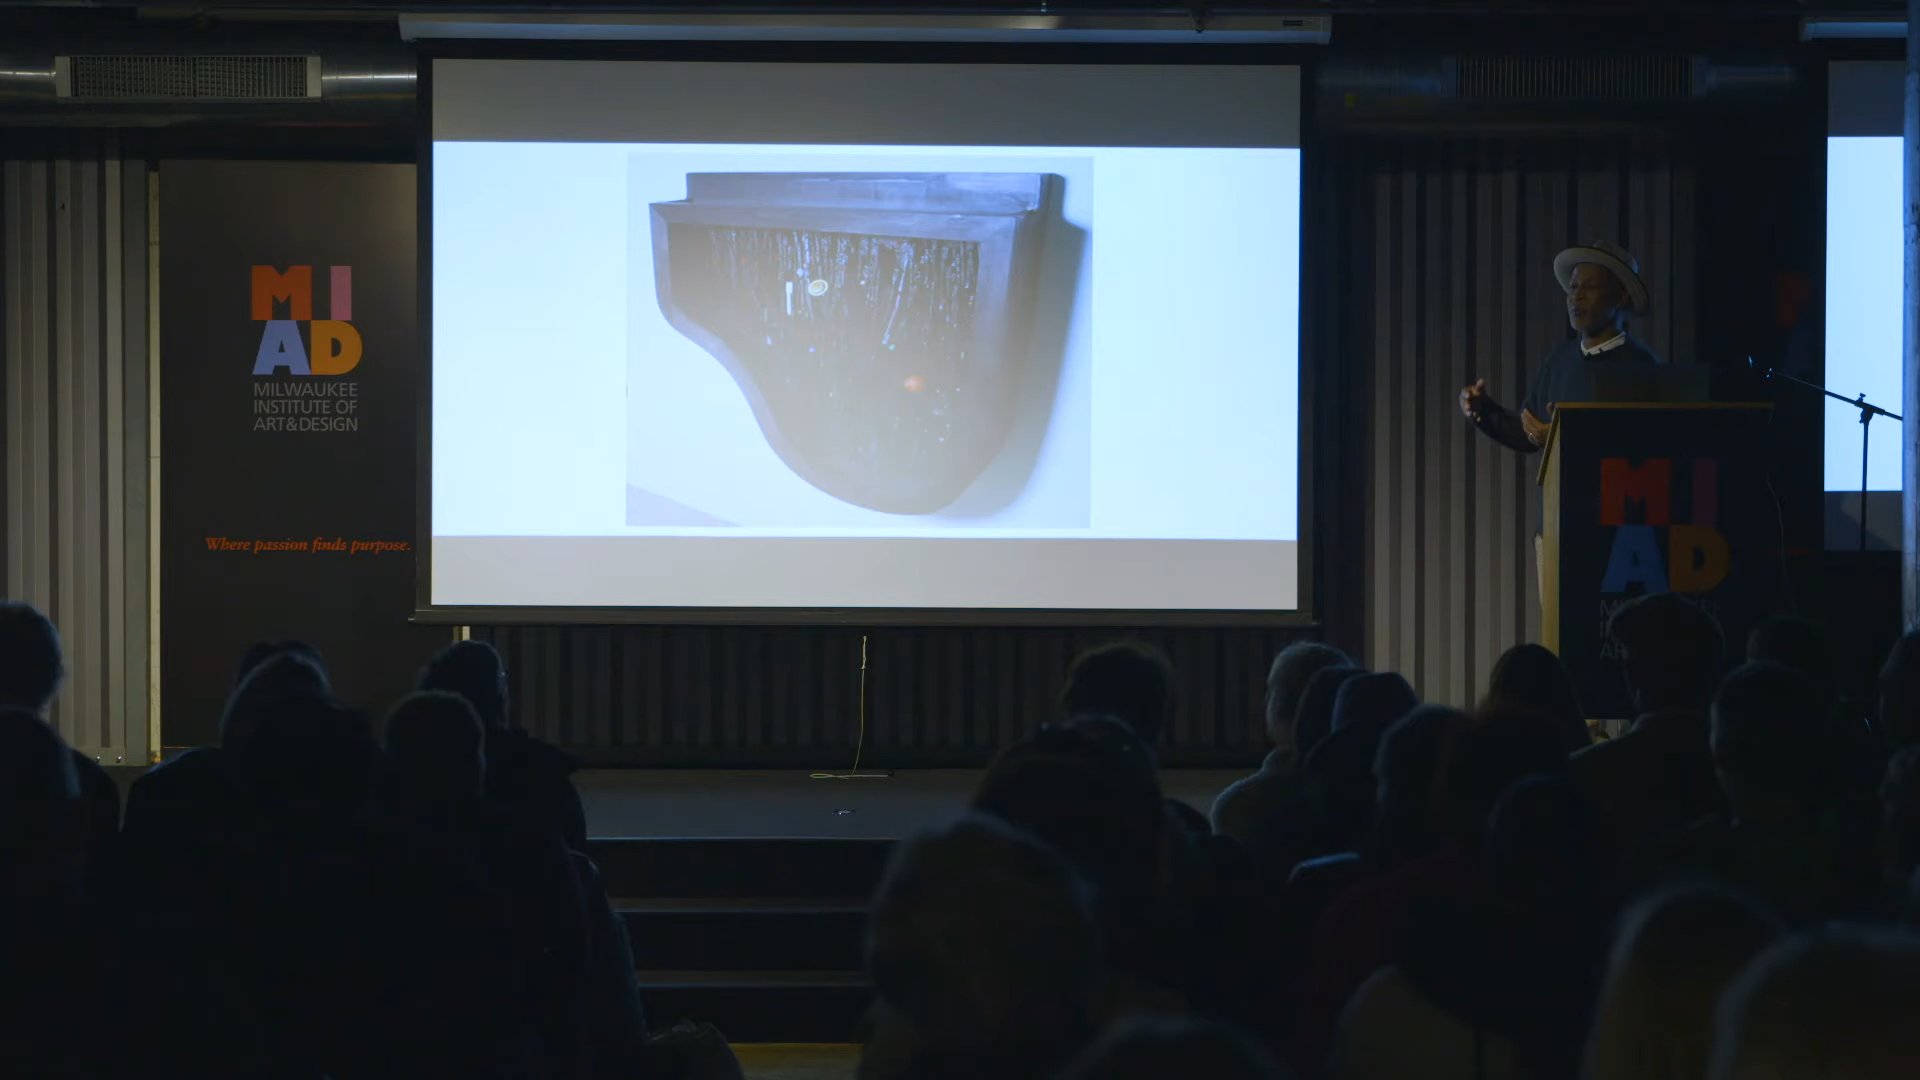 MI
AD
MILWAUKEE
INSTITUTE OF
ART&DESIGN
Where passion finds purpose.
MI
AD